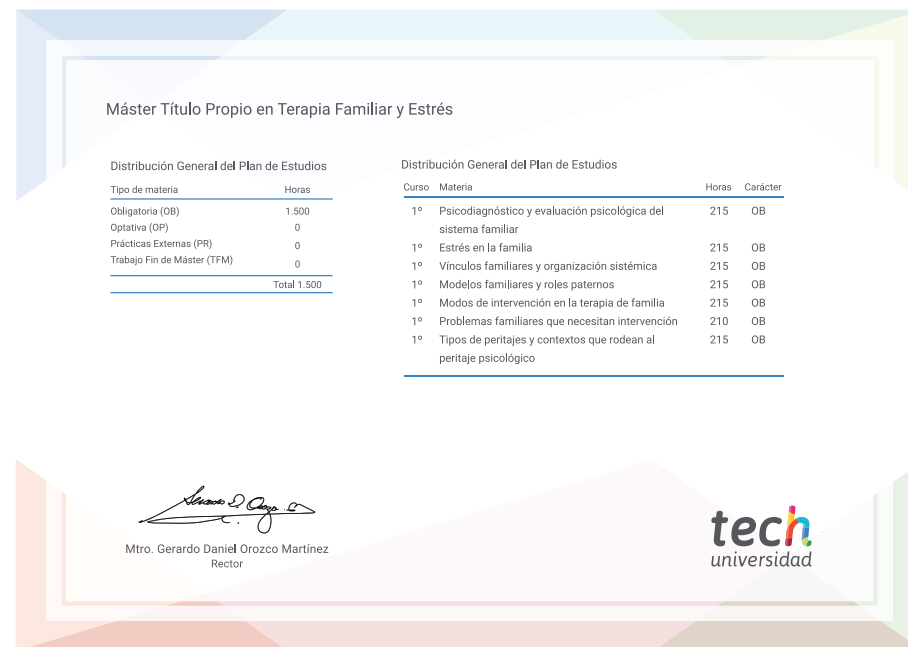 Máster Título Propio en Terapia Familiar y Estrés
Distribución General del Plan de Estudios
Tipo de materia Horas
Obligatoria (OB) 1.500
Optativa (OP) 0
Prácticas Externas (PR) 0
Trabajo Fin de Máster (TFM) 0
Total 1.500
Distribución General del Plan de Estudios
Curso Materia Horas Carácter
1º Psicodiagnóstico y evaluación psicológica del 215 OB
sistema familiar
1º Estrés en la familia 215 OB
1º Vínculos familiares y organización sistémica 215 OB
1º Modelos familiares y roles paternos 215 OB
1º Modos de intervención en la terapia de familia 215 OB
1º Problemas familiares que necesitan intervención 210 OB
1º Tipos de peritajes y contextos que rodean al 215 OB
peritaje psicológico
Mtro. Gerardo Daniel Orozco Martínez
Rector
tech
universidad